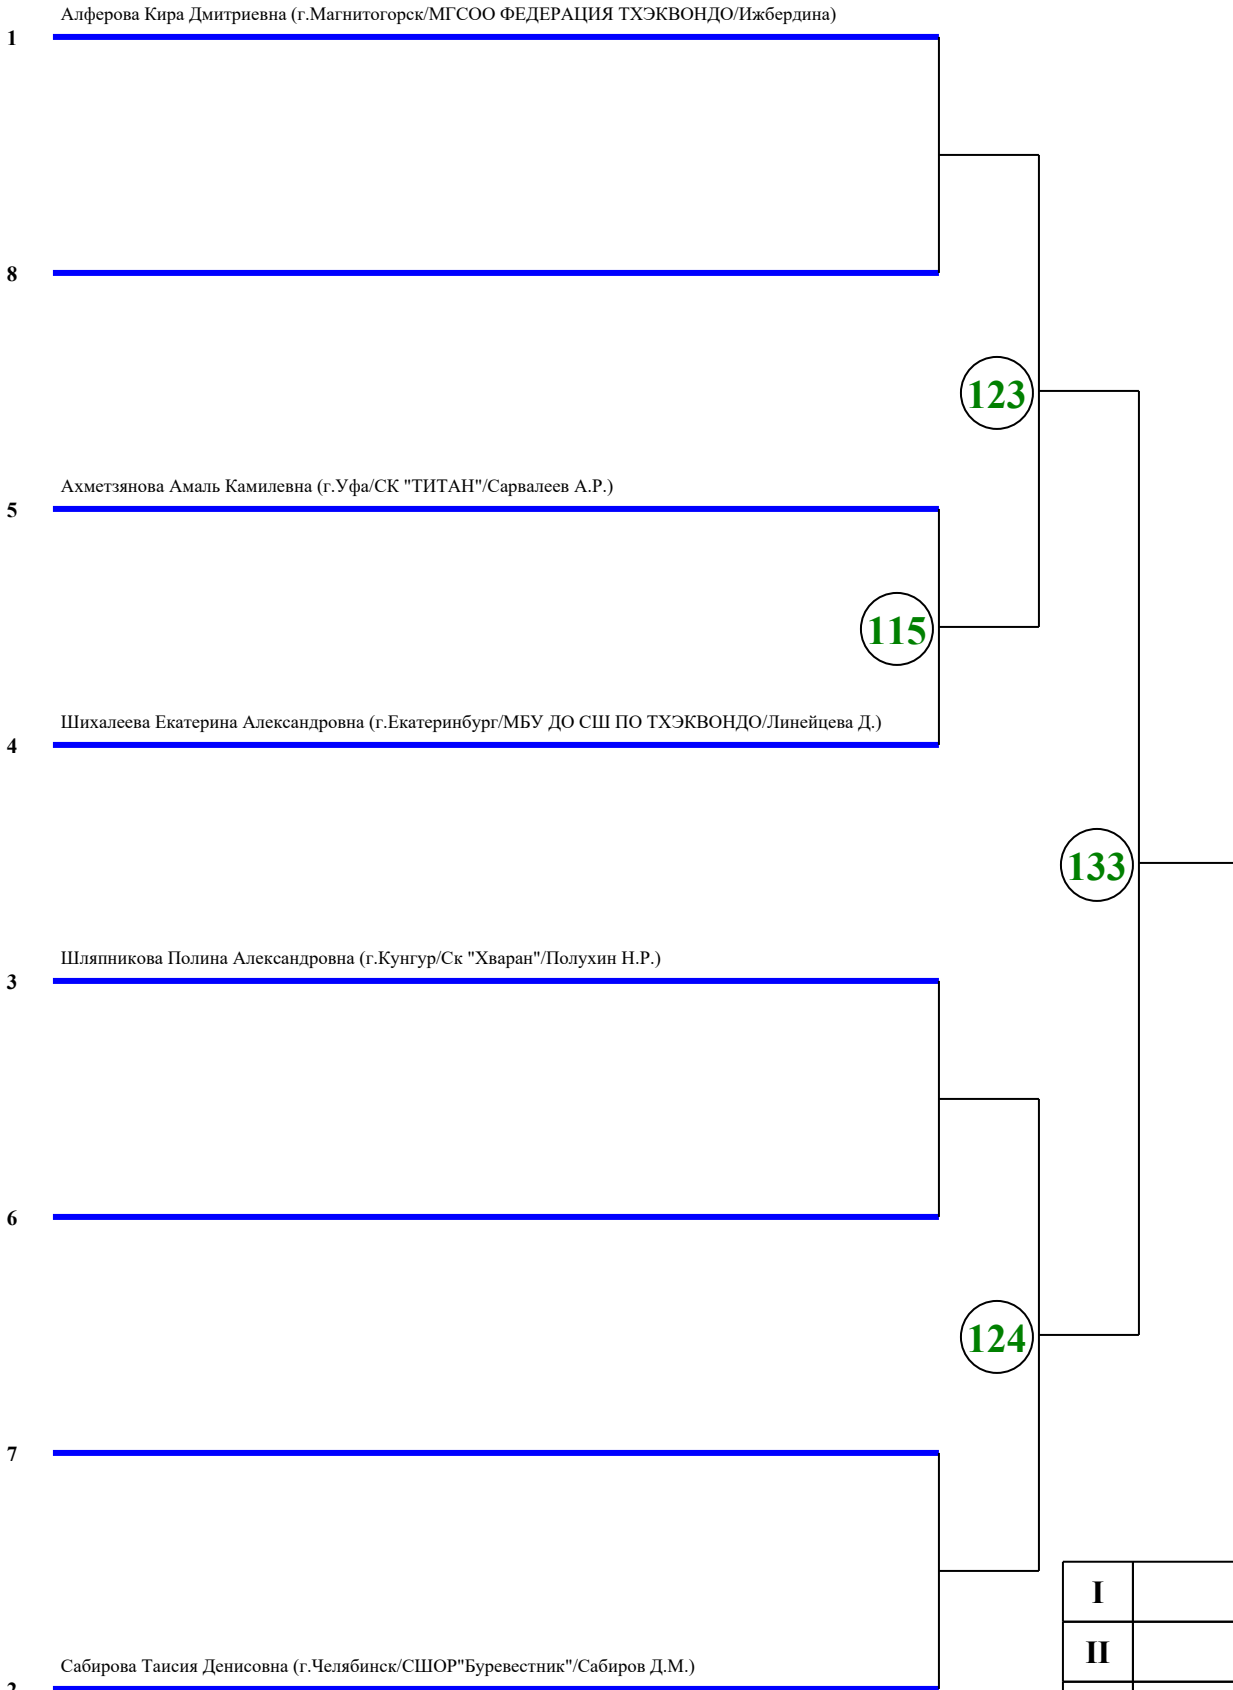 Алферова Кира Дмитриевна (г.Магнитогорск/МГСОО ФЕДЕРАЦИЯ ТХЭКВОНДО/Ижбердина)
1
8
123
Ахметзянова Амаль Камилевна (г.Уфа/СК "ТИТАН"/Сарвалеев А.Р.)
5
115
Шихалеева Екатерина Александровна (г.Екатеринбург/МБУ ДО СШ ПО ТХЭКВОНДО/Линейцева Д.)
4
133
Шляпникова Полина Александровна (г.Кунгур/Ск "Хваран"/Полухин Н.Р.)
3
6
124
7
I
II
Сабирова Таисия Денисовна (г.Челябинск/СШОР"Буревестник"/Сабиров Д.М.)
2